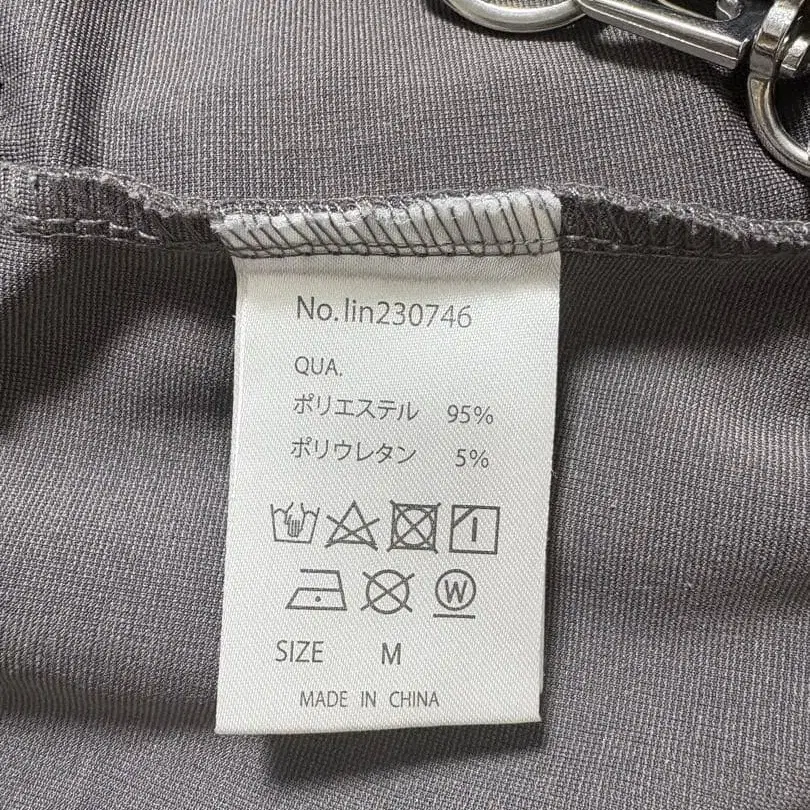 No.lin230746
QUA.
ポリエステル 95%
ポリウレタン 5%
W
SIZE M
MADE IN CHINA